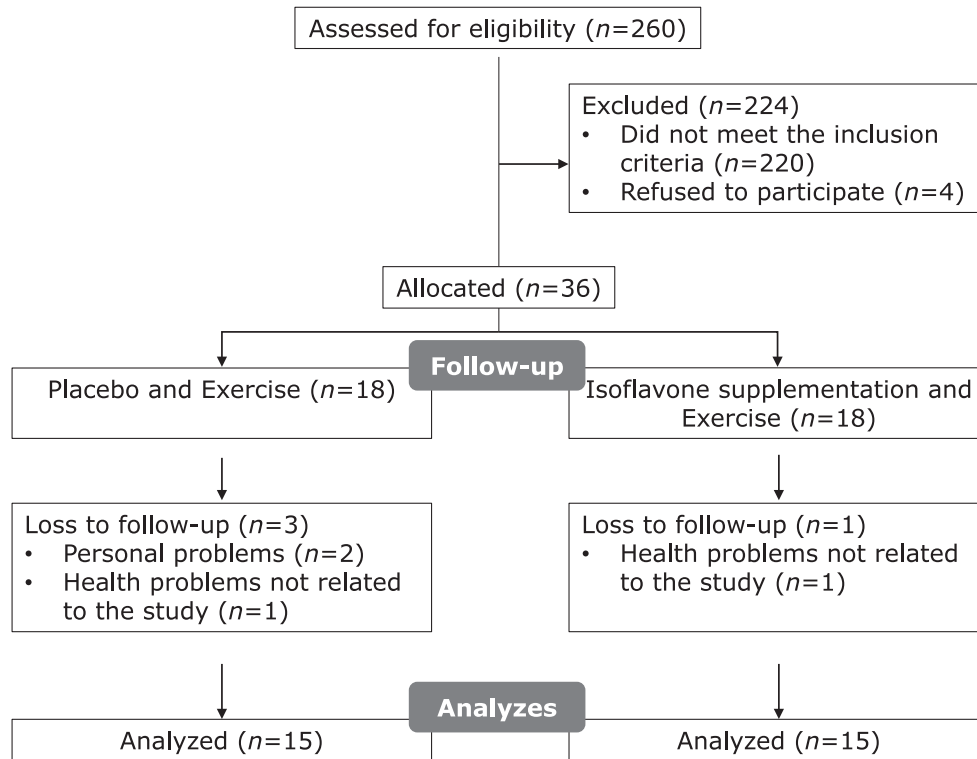 Assessed for eligibility (n=260)
Excluded (n=224)
• Did not meet the inclusion
criteria (n=220)
• Refused to participate (n=4)
Allocated (n=36)
Follow-up
Placebo and Exercise (n=18)
Isoflavone supplementation and
Exercise (n=18)
Loss to follow-up (n=3)
• Personal problems (n=2)
• Health problems not related
to the study (n=1)
Loss to follow-up (n=1)
• Health problems not related
to the study (n=1)
Analyzes
Analyzed (n=15)
Analyzed (n=15)